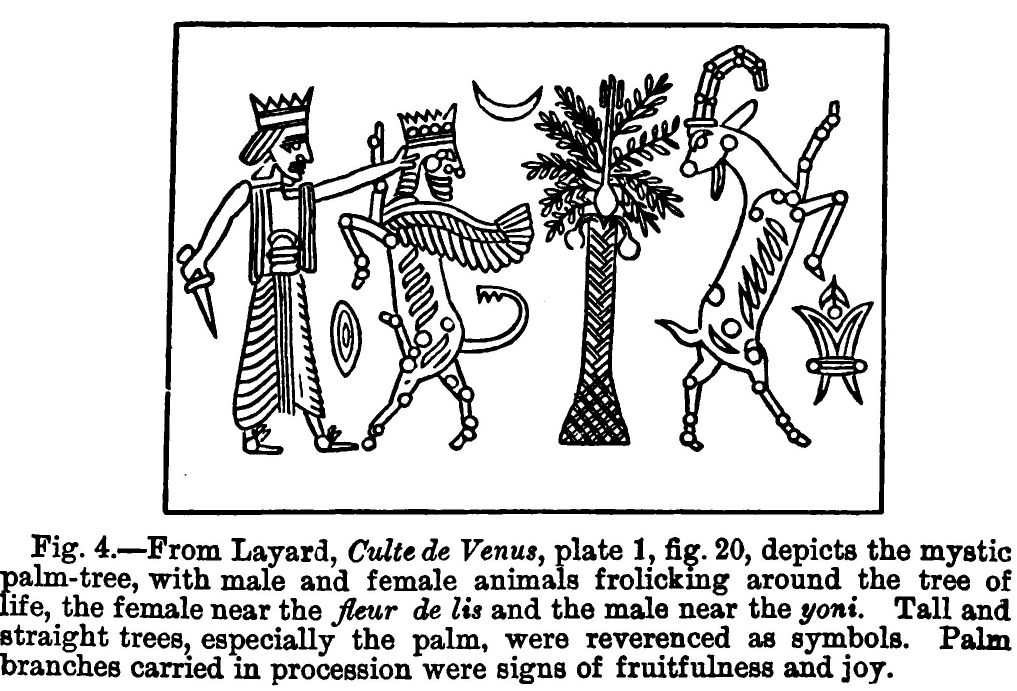 Fig. 4.—From Layard, Culte de Venus, plate 1, fig. 20, depicts the mystic
palm-tree, with male and female animals frolicking around the tree of
life, the female near the fleur de lis and the male near the yoni. Tall and
straight trees, especially the palm, were reverenced as symbols. Palm
branches carried in procession were signs of fruitfulness and joy.